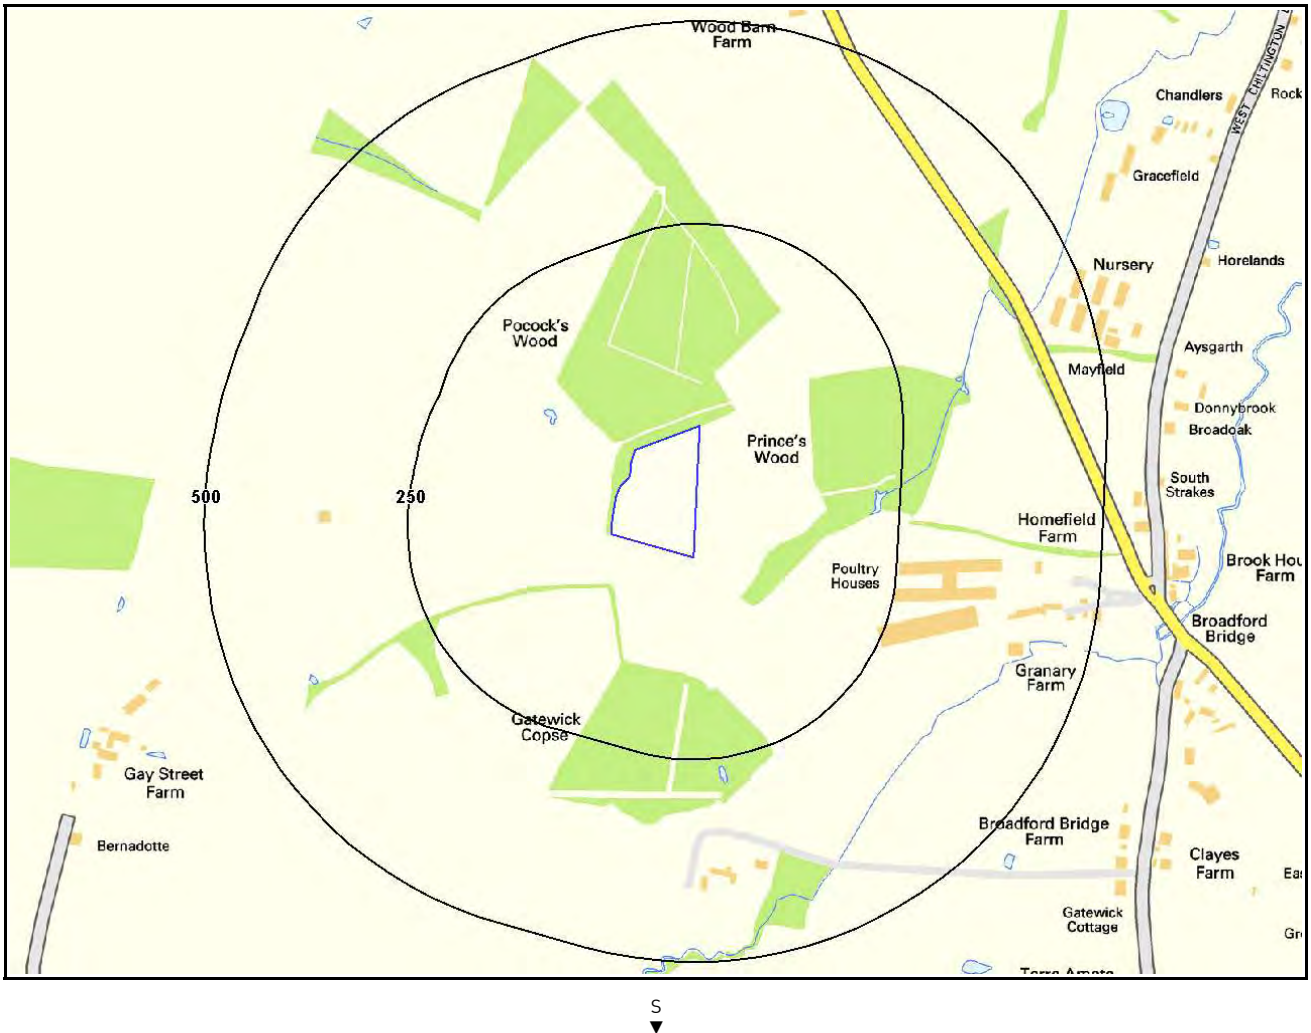 Wood Barn
Farm
WEST CHILTINGTON
Chandlers
Rock
Gracefield
Nursery
Horelands
Pocock's
Wood
Aysgarth
Mayfield
Donnybrook
Broadoak
Prince's
Wood
South
Strakes
500
250
Homefield
Farm
Poultry
Houses
Brook Hou
Farm
Broadford
Bridge
Granary
Farm
Gatewick
Copse
Gay Street
Farm
Broadford Bridge
Farm
Bernadotte
Clayes
Farm
Eas
Gatewick
Cottage
Gr
S